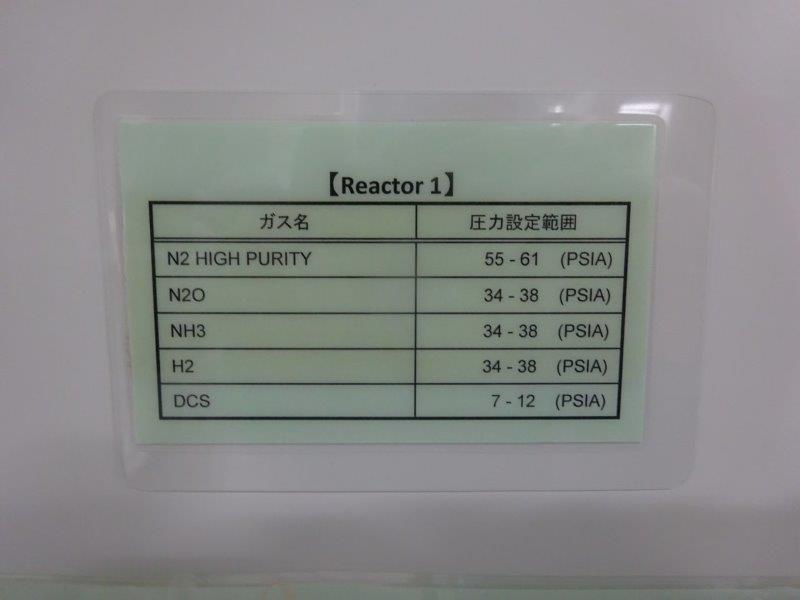 【Reactor 1】
ガス名 圧力設定範囲
N2 HIGH PURITY 55 - 61 (PSIA)
N2O 34 - 38 (PSIA)
NH3 34 - 38 (PSIA)
H2 34 - 38 (PSIA)
DCS 7 - 12 (PSIA)